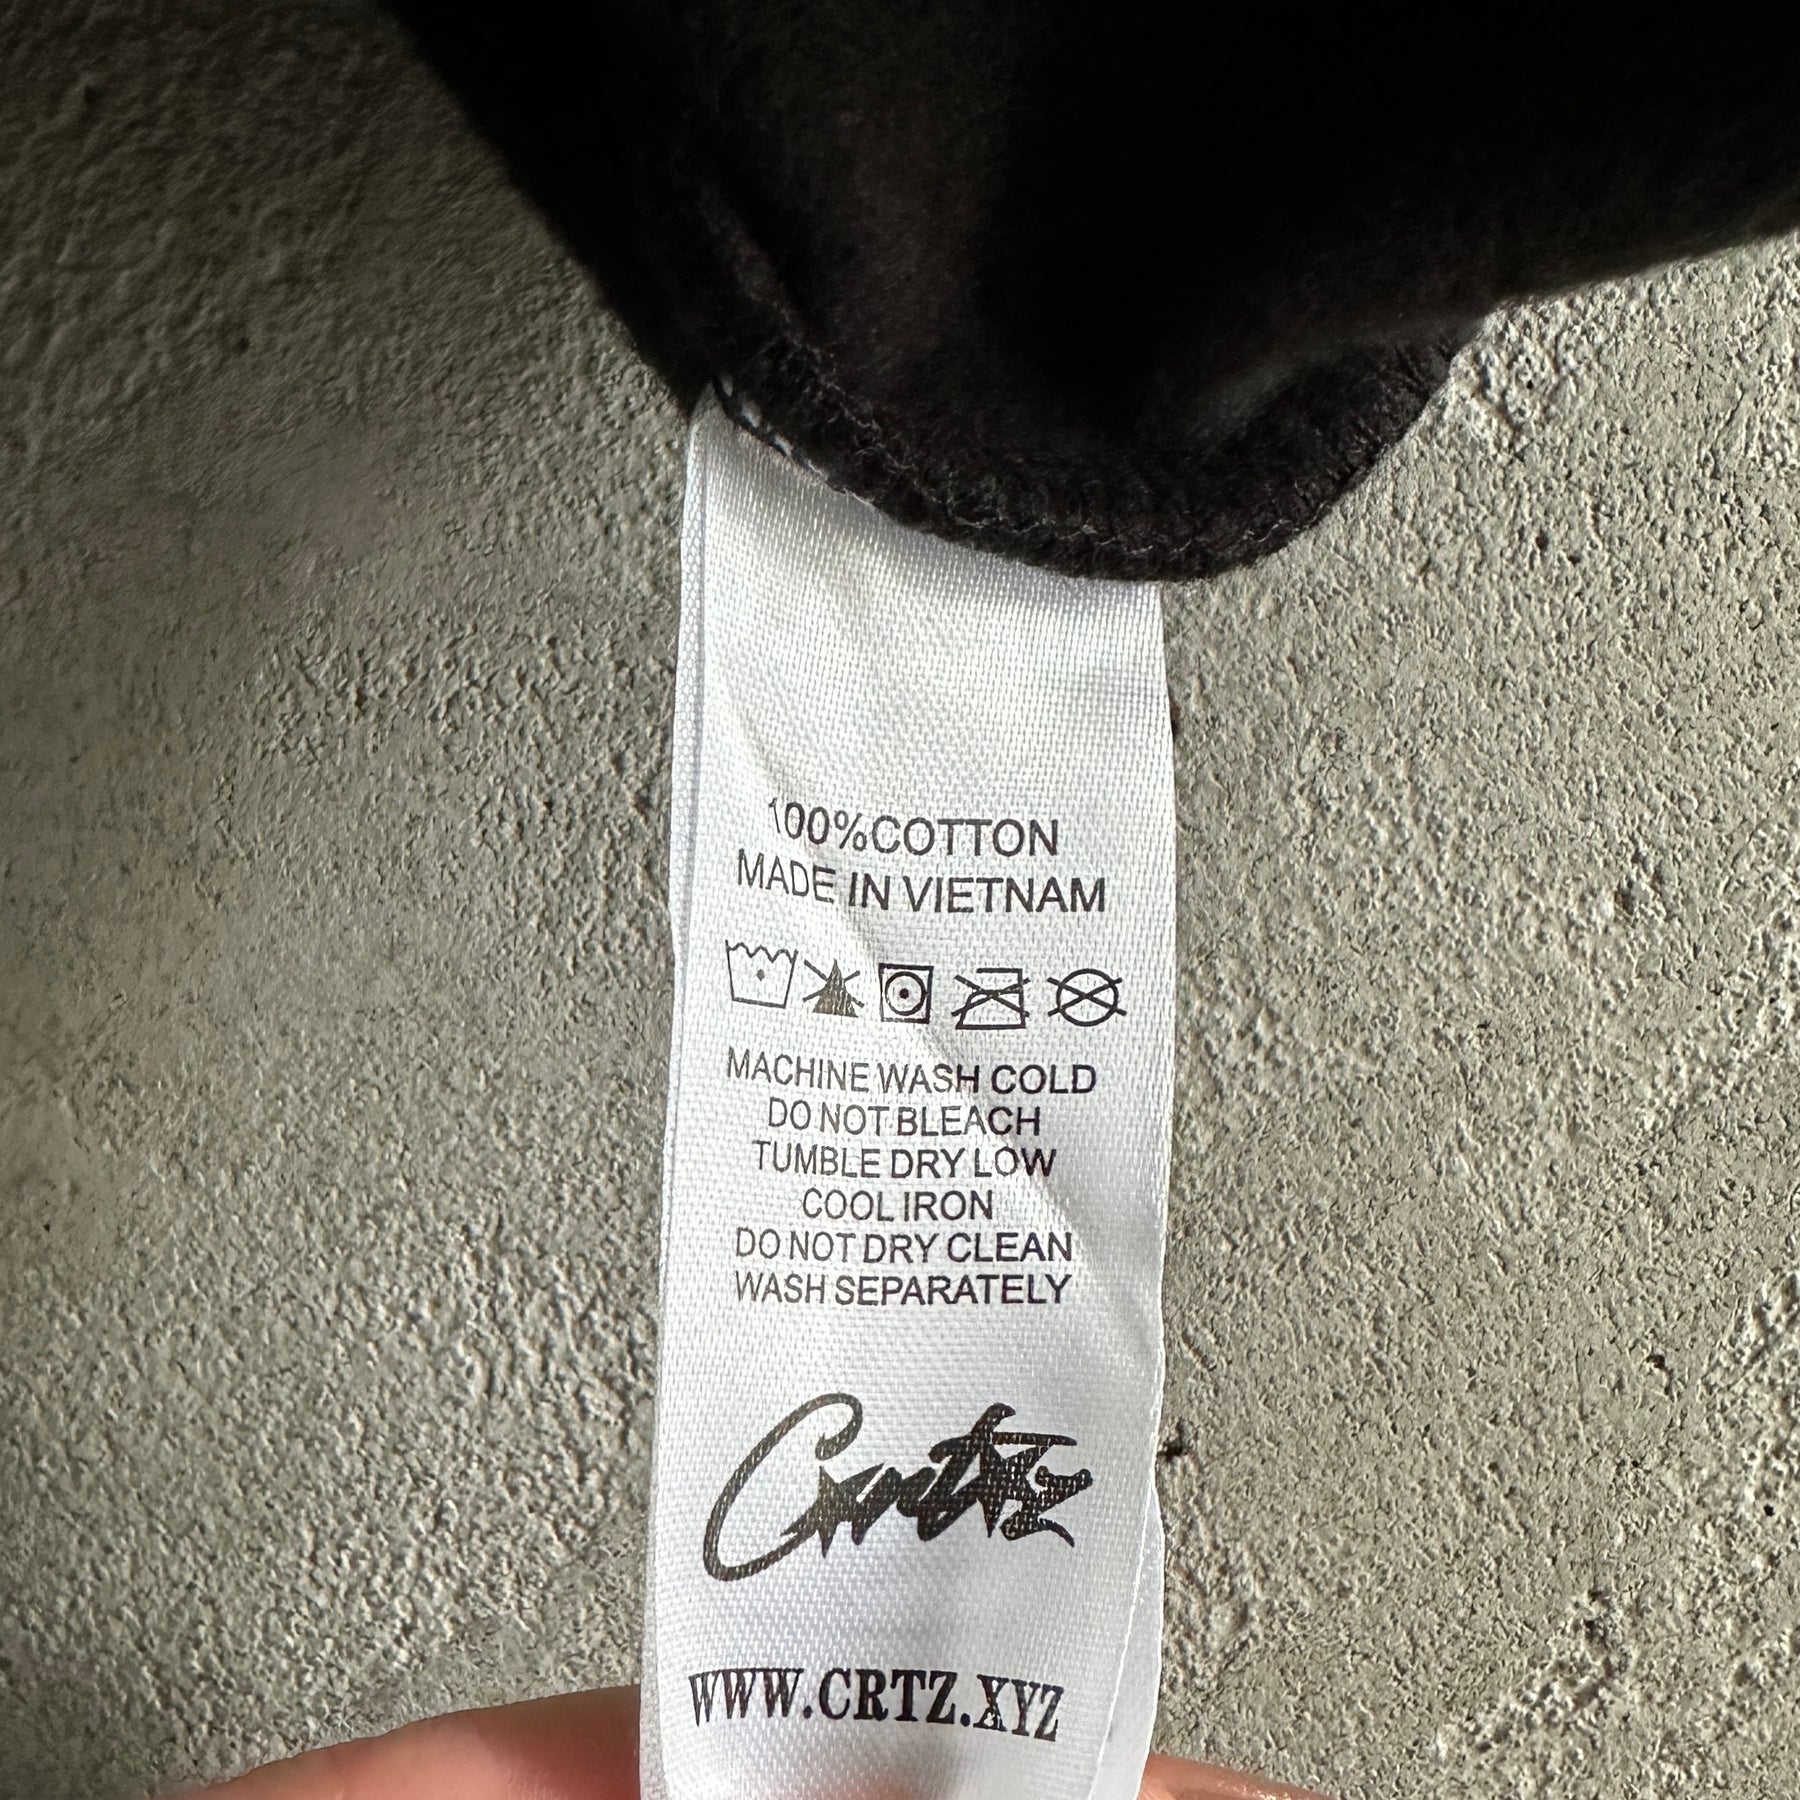 100%COTTON
MADE IN VIETNAM
MACHINE WASH COLD
DO NOT BLEACH
TUMBLE DRY LOW
COOL IRON
DO NOT DRY CLEAN
WASH SEPARATELY
Crtz
WWW.CRTZ.XYZ